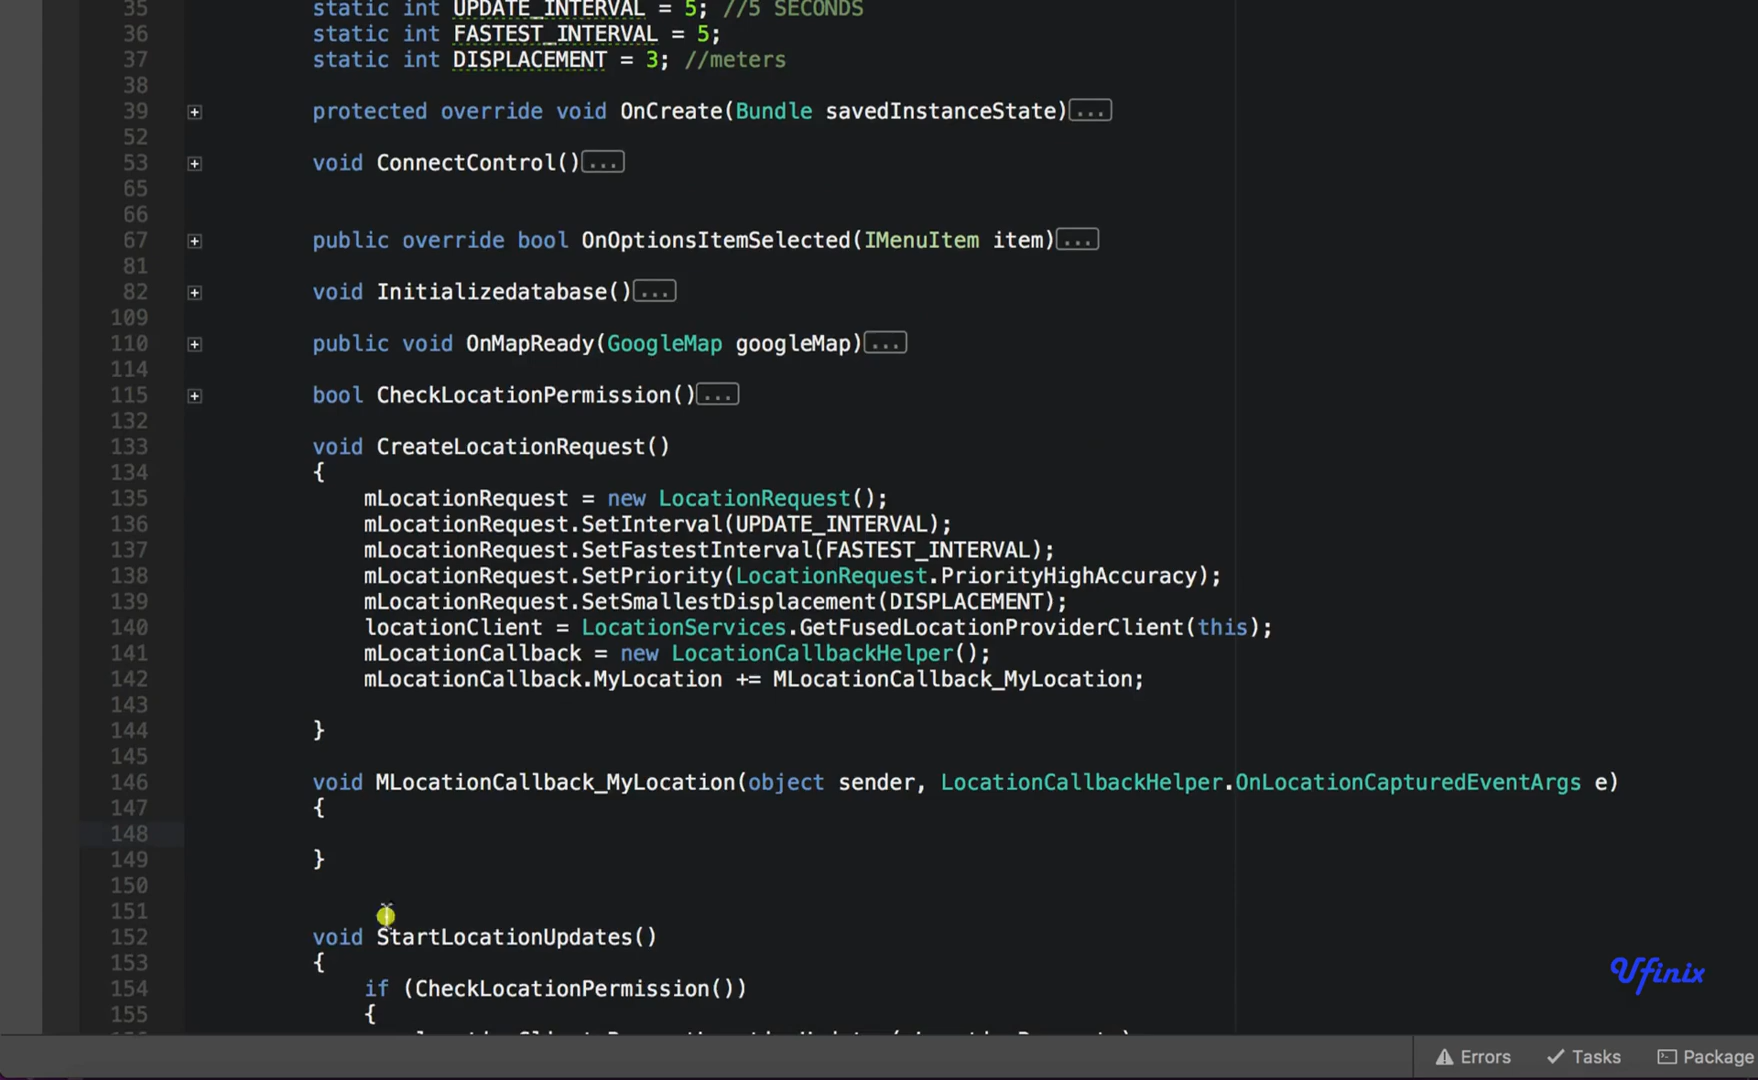 35 static int UPDATE_INTERVAL = 5; //5 SECONDS
36 static int FASTEST_INTERVAL = 5;
37 static int DISPLACEMENT = 3; //meters
38
39 protected override void OnCreate(Bundle savedInstanceState)...
52
53 void ConnectControl()...
65
66
67 public override bool OnOptionsItemSelected(IMenuItem item)...
81
82 void Initializedatabase()...
109
110 public void OnMapReady(GoogleMap googleMap)...
114
115 bool CheckLocationPermission()...
132
133 void CreateLocationRequest()
134 {
135 mLocationRequest = new LocationRequest();
136 mLocationRequest.SetInterval(UPDATE_INTERVAL);
137 mLocationRequest.SetFastestInterval(FASTEST_INTERVAL);
138 mLocationRequest.SetPriority(LocationRequest.PriorityHighAccuracy);
139 mLocationRequest.SetSmallestDisplacement(DISPLACEMENT);
140 locationClient = LocationServices.GetFusedLocationProviderClient(this);
141 mLocationCallback = new LocationCallbackHelper();
142 mLocationCallback.MyLocation += MLocationCallback_MyLocation;
143
144 }
145
146 void MLocationCallback_MyLocation(object sender, LocationCallbackHelper.OnLocationCapturedEventArgs e)
147 {
148
149 }
150
151
152 void StartLocationUpdates()
153 {
154 if (CheckLocationPermission())
155 {
Ufinix
Errors Tasks Package